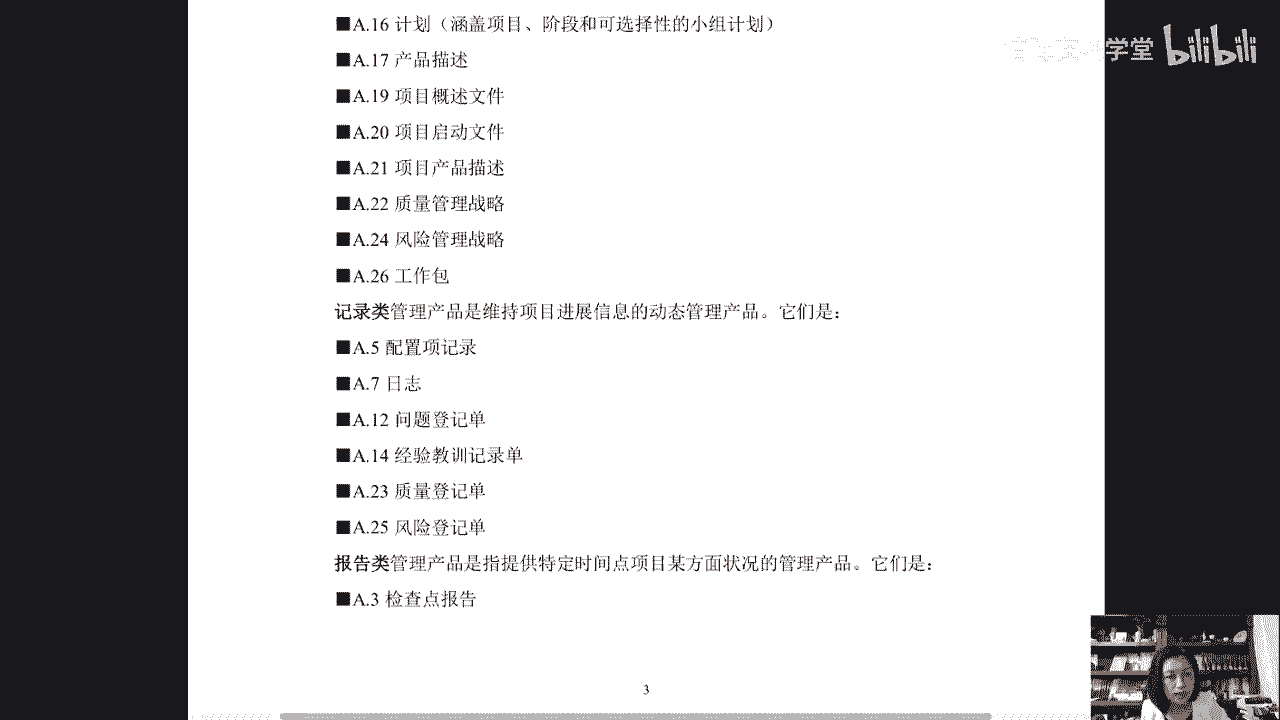 ■A.16 计划（涵盖项目、阶段和可选择性的小组计划）
学堂 bilibili
■A.17 产品描述
■A.19 项目概述文件
■A.20 项目启动文件
■A.21 项目产品描述
■A.22 质量管理战略
■A.24 风险管理战略
■A.26 工作包
记录类管理产品是维持项目进展信息的动态管理产品。它们是：
■A.5 配置项记录
■A.7 日志
■A.12 问题登记单
■A.14 经验教训记录单
■A.23 质量登记单
■A.25 风险登记单
报告类管理产品是指提供特定时间点项目某方面状况的管理产品。它们是：
■A.3 检查点报告
3